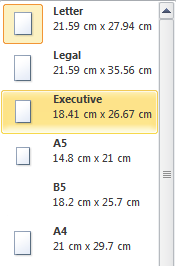 Letter
21.59 cm x 27.94 cm
Legal
21.59 cm x 35.56 cm
Executive
18.41 cm x 26.67 cm
A5
14.8 cm x 21 cm
B5
18.2 cm x 25.7 cm
A4
21 cm x 29.7 cm